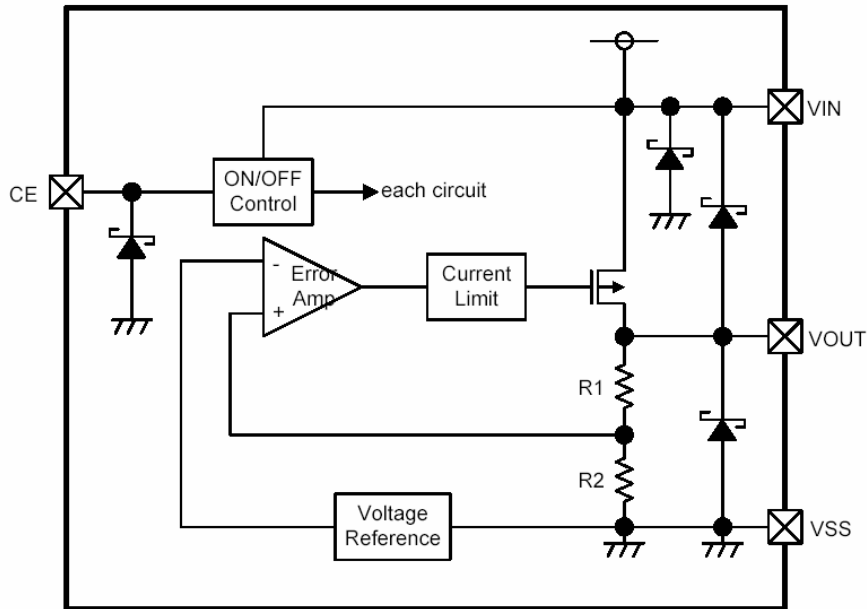 VIN
CE
ON/OFF
Control
each circuit
-
Error
Amp
+
Current
Limit
VOUT
R1
R2
Voltage
Reference
VSS